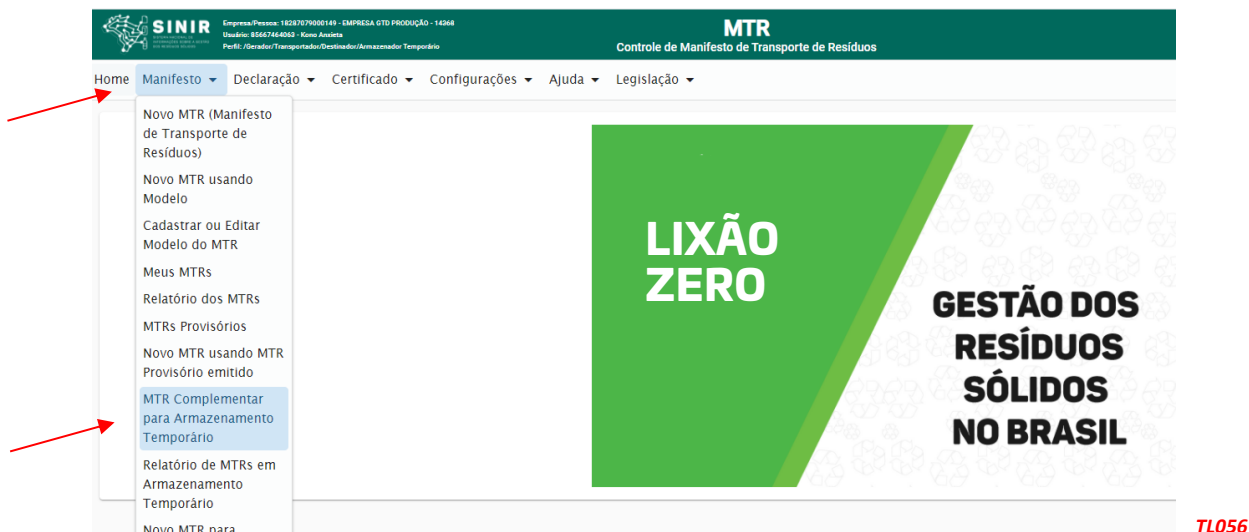 SINIR
Empresa/Pessoa: 18287079000149 - EMPRESA GTD PRODUÇÃO - 14368
Usuário: 85667464063 - Kono Anxieta
Perfil: /Gerador/Transportador/Destinador/Armazenador Temporário
MTR
Controle de Manifesto de Transporte de Resíduos
Home Manifesto Declaração Certificado Configurações Ajuda Legislação
Novo MTR (Manifesto
de Transporte de
Resíduos)
Novo MTR usando
Modelo
Cadastrar ou Editar
Modelo do MTR
Meus MTRs
Relatório dos MTRs
MTRs Provisórios
Novo MTR usando MTR
Provisório emitido
MTR Complementar
para Armazenamento
Temporário
Relatório de MTRs em
Armazenamento
Temporário
Novo MTR para
LIXÃO
ZERO
GESTÃO DOS
RESÍDUOS
SÓLIDOS
NO BRASIL
TL056